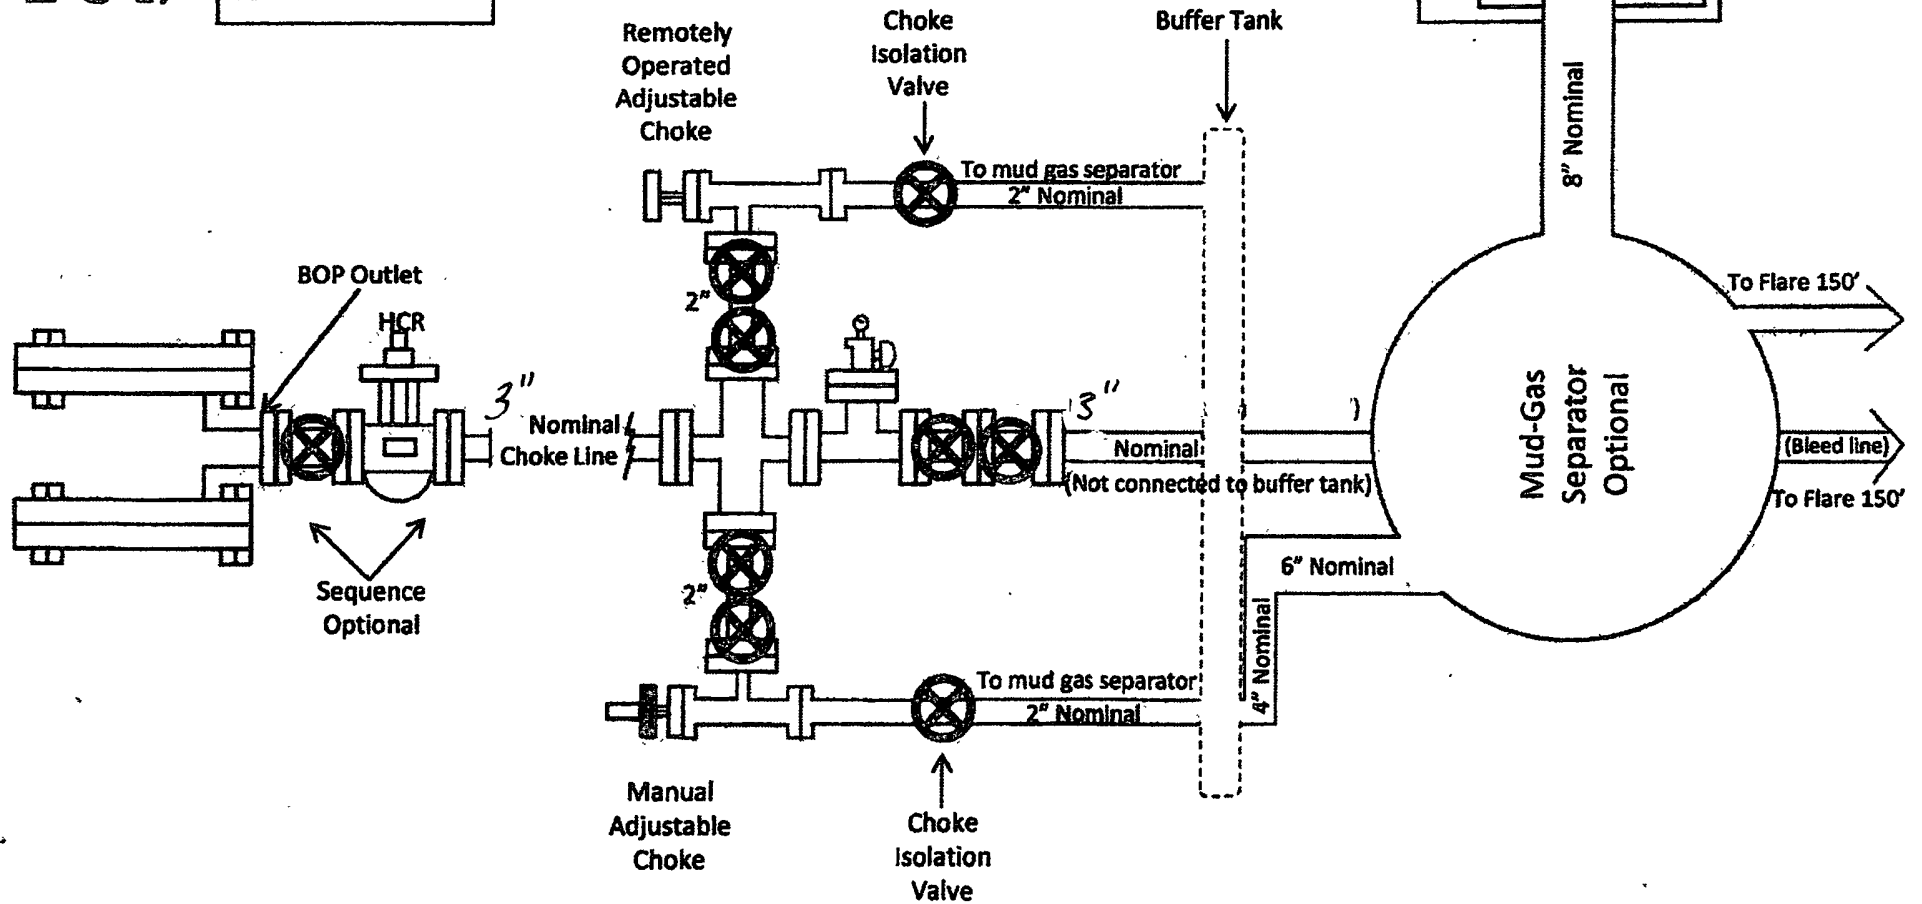 Remotely
Operated
Adjustable
Choke
Choke
Isolation
Valve
Buffer Tank
8" Nominal
To mud gas separator
2" Nominal
BOP Outlet
HCR
2"
To Flare 150'
3"
Nominal
Choke Line
3"
Nominal
(Not connected to buffer tank)
Mud-Gas
Separator
Optional
(Bleed line)
To Flare 150'
Sequence
Optional
2"
6" Nominal
4" Nominal
To mud gas separator
2" Nominal
Manual
Adjustable
Choke
Choke
Isolation
Valve